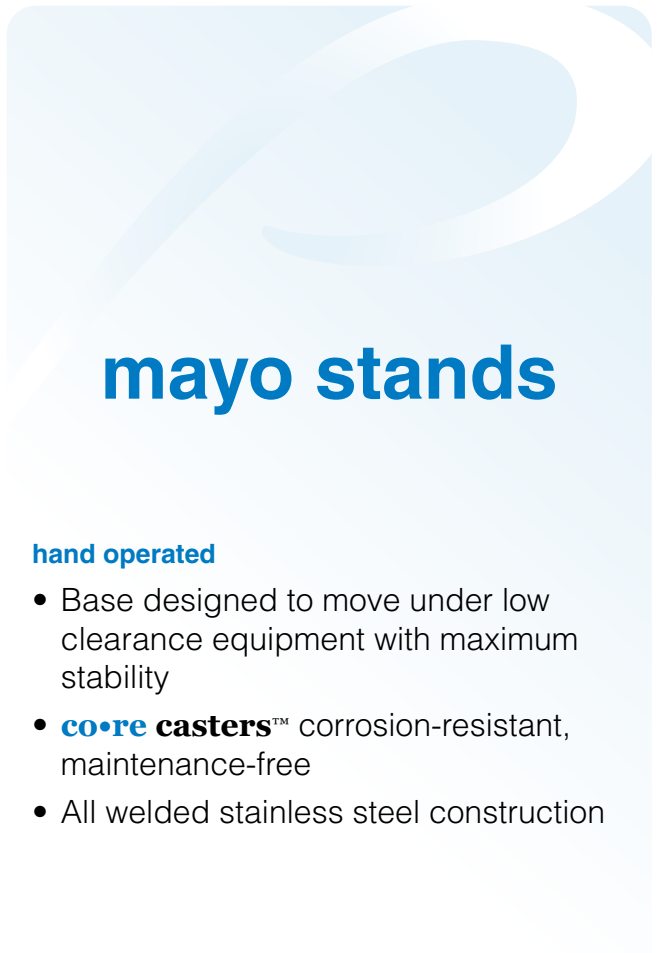 mayo stands
hand operated
• Base designed to move under low
clearance equipment with maximum
stability
• co•re casters™ corrosion-resistant,
maintenance-free
• All welded stainless steel construction